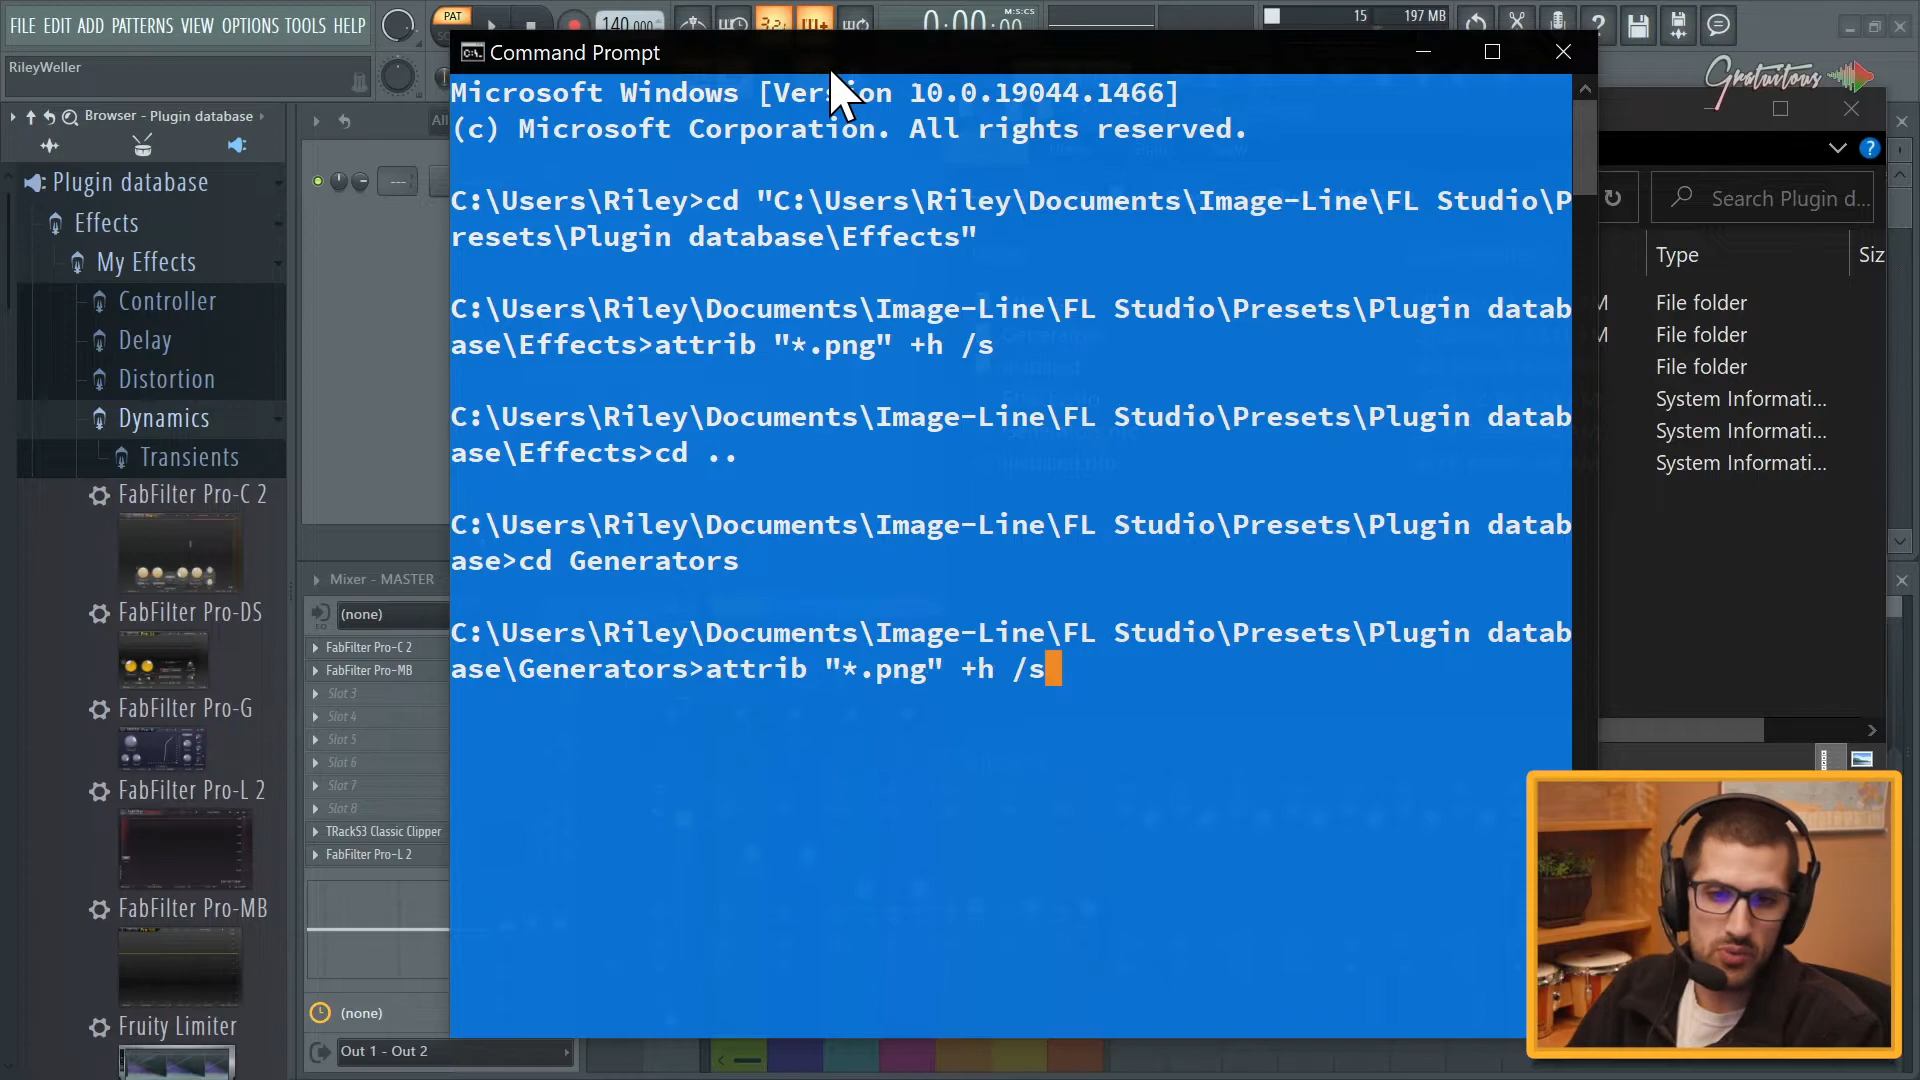 FILE EDIT ADD PATTERNS VIEW OPTIONS TOOLS HELP
PAT
140.000
0:00:00
M:S:CS
15
197 MB
RileyWeller
Gratuitous
Browser - Plugin database
All
Plugin database
Effects
My Effects
Controller
Delay
Distortion
Dynamics
Transients
FabFilter Pro-C 2
FabFilter Pro-DS
FabFilter Pro-G
FabFilter Pro-L 2
FabFilter Pro-MB
Fruity Limiter
Mixer - MASTER
(none)
FabFilter Pro-C 2
FabFilter Pro-MB
Slot 3
Slot 4
Slot 5
Slot 6
Slot 7
Slot 8
TRackS3 Classic Clipper
FabFilter Pro-L 2
(none)
Out 1 - Out 2
Command Prompt
Microsoft Windows [Version 10.0.19044.1466]
(c) Microsoft Corporation. All rights reserved.
C:\Users\Riley>cd "C:\Users\Riley\Documents\Image-Line\FL Studio\P
resets\Plugin database\Effects"
C:\Users\Riley\Documents\Image-Line\FL Studio\Presets\Plugin datab
ase\Effects>attrib "*.png" +h /s
C:\Users\Riley\Documents\Image-Line\FL Studio\Presets\Plugin datab
ase\Effects>cd ..
C:\Users\Riley\Documents\Image-Line\FL Studio\Presets\Plugin datab
ase>cd Generators
C:\Users\Riley\Documents\Image-Line\FL Studio\Presets\Plugin datab
ase\Generators>attrib "*.png" +h /s
Search Plugin d...
Type
Siz
File folder
File folder
File folder
System Informati...
System Informati...
System Informati...